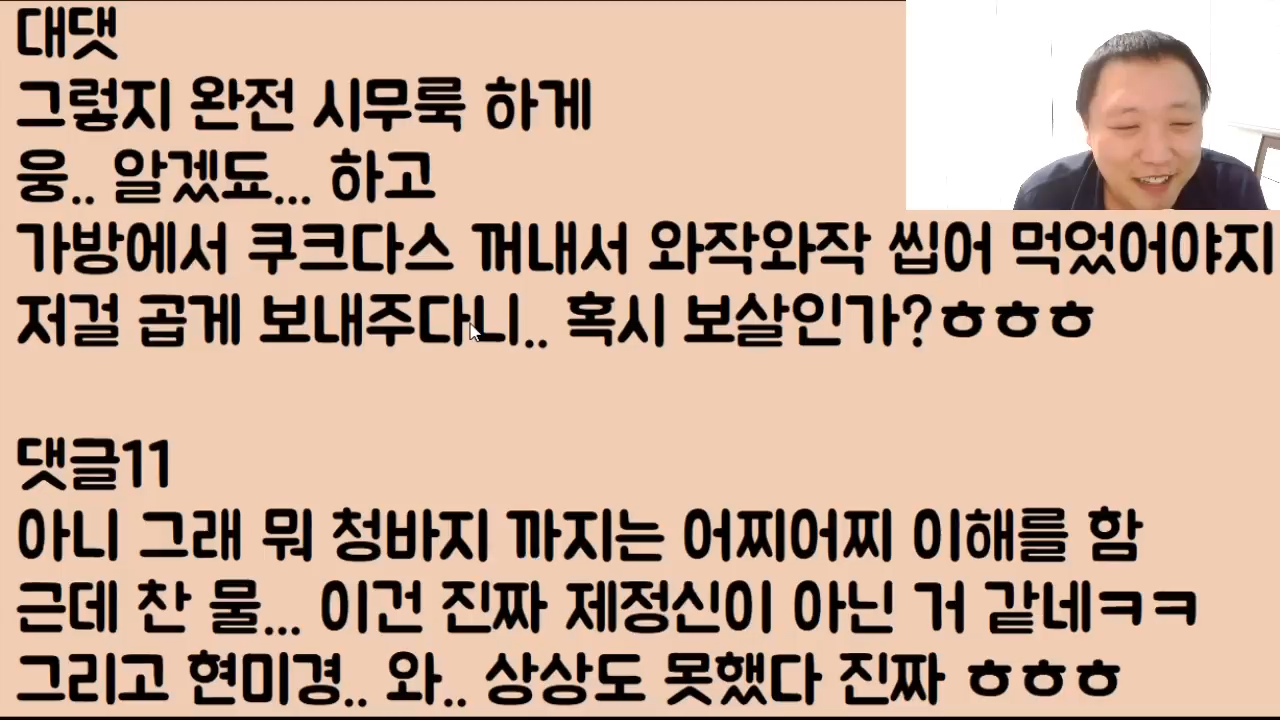 대댓
그렇지 완전 시무룩 하게
웅.. 알겠됴... 하고
가방에서 쿠크다스 꺼내서 와작와작 씹어 먹었어야지
저걸 곱게 보내주다니.. 혹시 보살인가?ㅎㅎㅎ
댓글11
아니 그래 뭐 청바지 까지는 어찌어찌 이해를 함
근데 찬 물... 이건 진짜 제정신이 아닌 거 같네ㅋㅋ
그리고 현미경.. 와.. 상상도 못했다 진짜 ㅎㅎㅎ